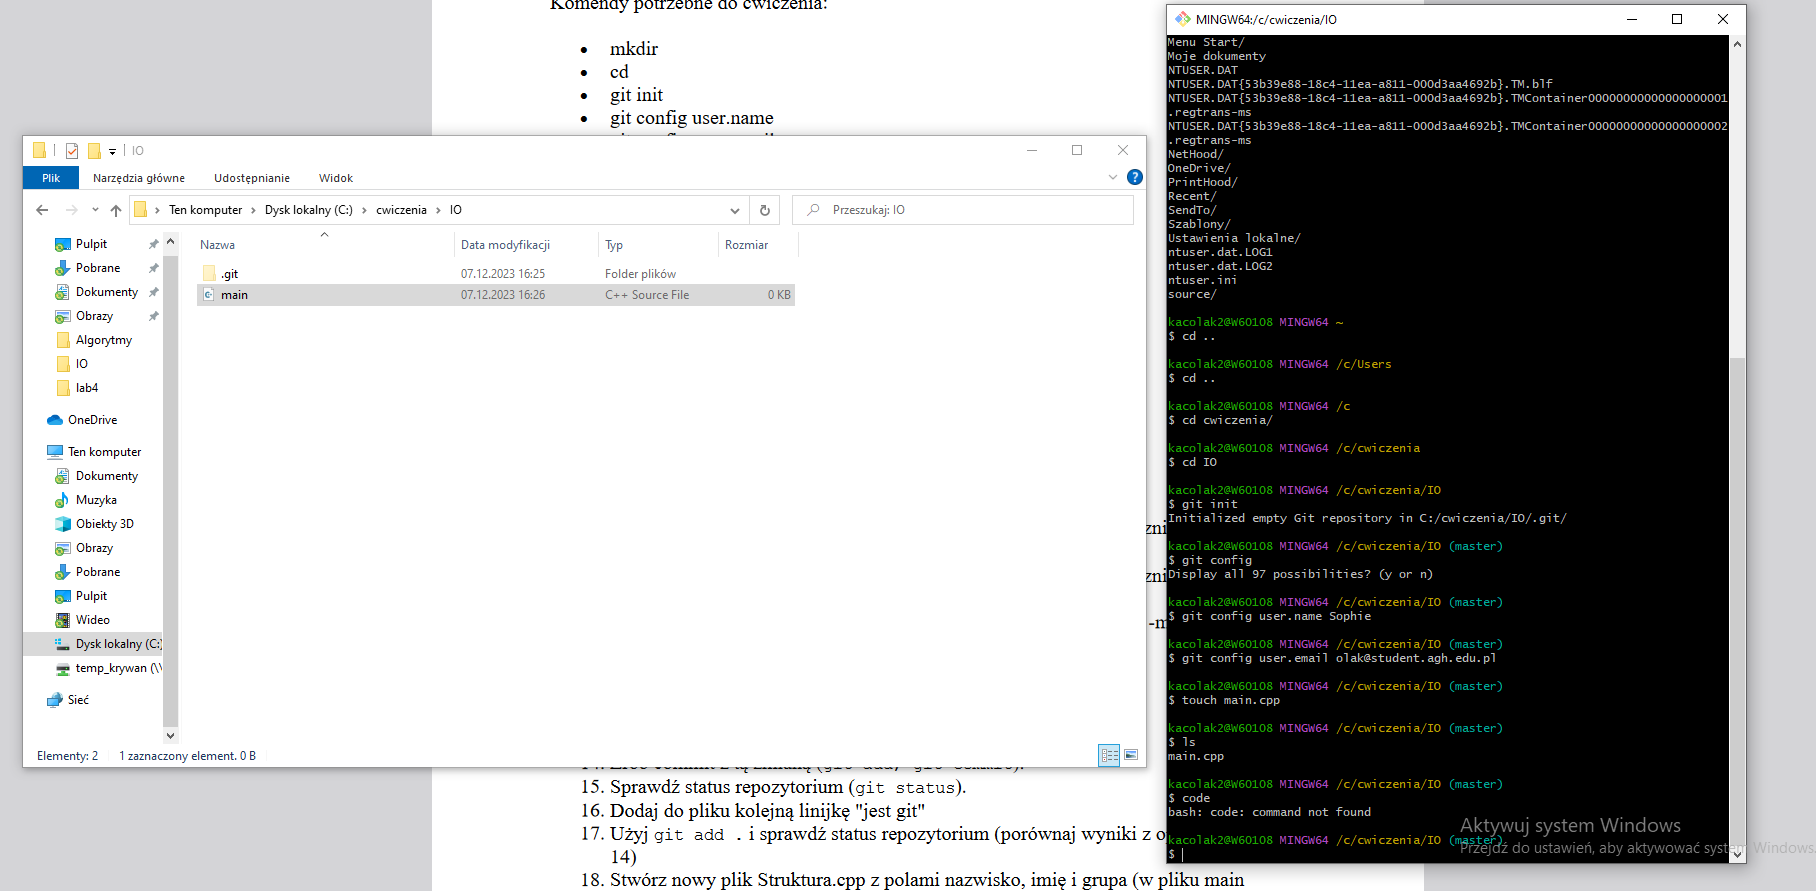 Komendy potrzebne do ćwiczenia:
mkdir
cd
git init
git config user.name
IO
Plik
Narzędzia główne
Udostępnianie
Widok
Ten komputer > Dysk lokalny (C:) > cwiczenia > IO
Przeszukaj: IO
Pulpit
Pobrane
Dokumenty
Obrazy
Algorytmy
IO
lab4
OneDrive
Ten komputer
Dokumenty
Muzyka
Obiekty 3D
Obrazy
Pobrane
Pulpit
Wideo
Dysk lokalny (C:)
temp_krywan (\\
Sieć
Nazwa Data modyfikacji Typ Rozmiar
.git 07.12.2023 16:25 Folder plików
main 07.12.2023 16:26 C++ Source File 0 KB
Elementy: 2 1 zaznaczony element. 0 B
15. Sprawdź status repozytorium (git status).
16. Dodaj do pliku kolejną linijkę "jest git"
17. Użyj git add . i sprawdź status repozytorium (porównaj wyniki z
14)
18. Stwórz nowy plik Struktura.cpp z polami nazwisko, imię i grupa (w pliku main
MINGW64:/c/cwiczenia/IO
Menu Start/
Moje dokumenty
NTUSER.DAT
NTUSER.DAT{53b39e88-18c4-11ea-a811-000d3aa4692b}.TM.blf
NTUSER.DAT{53b39e88-18c4-11ea-a811-000d3aa4692b}.TMContainer00000000000000000001
.regtrans-ms
NTUSER.DAT{53b39e88-18c4-11ea-a811-000d3aa4692b}.TMContainer00000000000000000002
.regtrans-ms
NetHood/
OneDrive/
PrintHood/
Recent/
SendTo/
Szablony/
Ustawienia lokalne/
ntuser.dat.LOG1
ntuser.dat.LOG2
ntuser.ini
source/
kacolak2@W60108 MINGW64 ~
$ cd ..
kacolak2@W60108 MINGW64 /c/Users
$ cd ..
kacolak2@W60108 MINGW64 /c
$ cd cwiczenia/
kacolak2@W60108 MINGW64 /c/cwiczenia
$ cd IO
kacolak2@W60108 MINGW64 /c/cwiczenia/IO
$ git init
Initialized empty Git repository in C:/cwiczenia/IO/.git/
kacolak2@W60108 MINGW64 /c/cwiczenia/IO (master)
$ git config
Display all 97 possibilities? (y or n)
kacolak2@W60108 MINGW64 /c/cwiczenia/IO (master)
$ git config user.name Sophie
kacolak2@W60108 MINGW64 /c/cwiczenia/IO (master)
$ git config user.email olak@student.agh.edu.pl
kacolak2@W60108 MINGW64 /c/cwiczenia/IO (master)
$ touch main.cpp
kacolak2@W60108 MINGW64 /c/cwiczenia/IO (master)
$ ls
main.cpp
kacolak2@W60108 MINGW64 /c/cwiczenia/IO (master)
$ code
bash: code: command not found
kacolak2@W60108 MINGW64 /c/cwiczenia/IO (master)
$
Aktywuj system Windows
Przejdź do ustawień, aby aktywować system Windows.